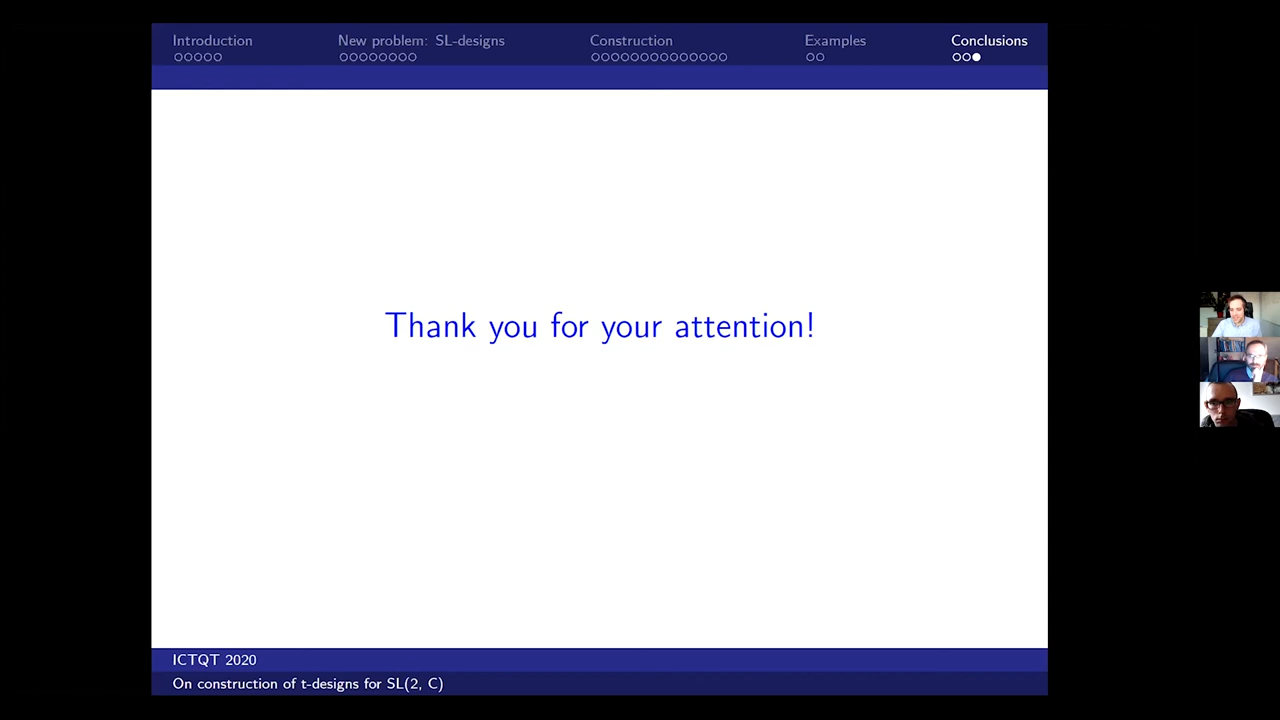 Introduction
New problem: SL-designs
Construction
Examples
Conclusions
Thank you for your attention!
ICTQT 2020
On construction of t-designs for SL(2, C)